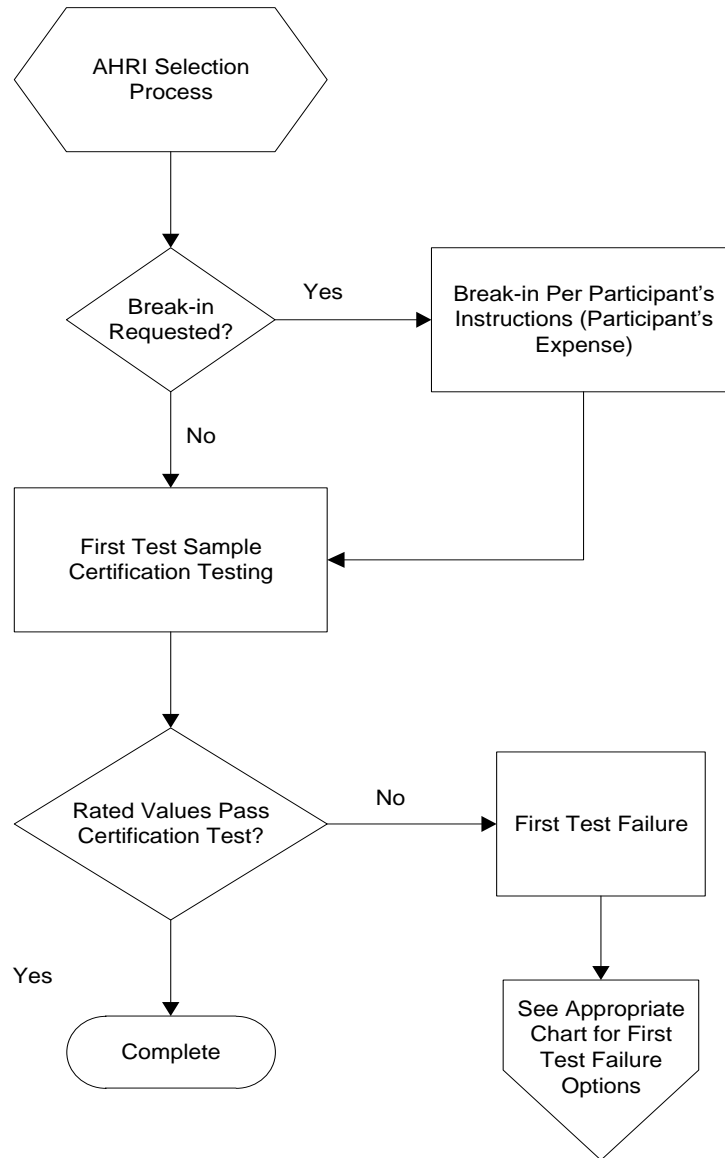 AHRI Selection
Process
Break-in
Requested?
Yes
Break-in Per Participant's
Instructions (Participant's
Expense)
No
First Test Sample
Certification Testing
Rated Values Pass
Certification Test?
No
First Test Failure
Yes
Complete
See Appropriate
Chart for First
Test Failure
Options